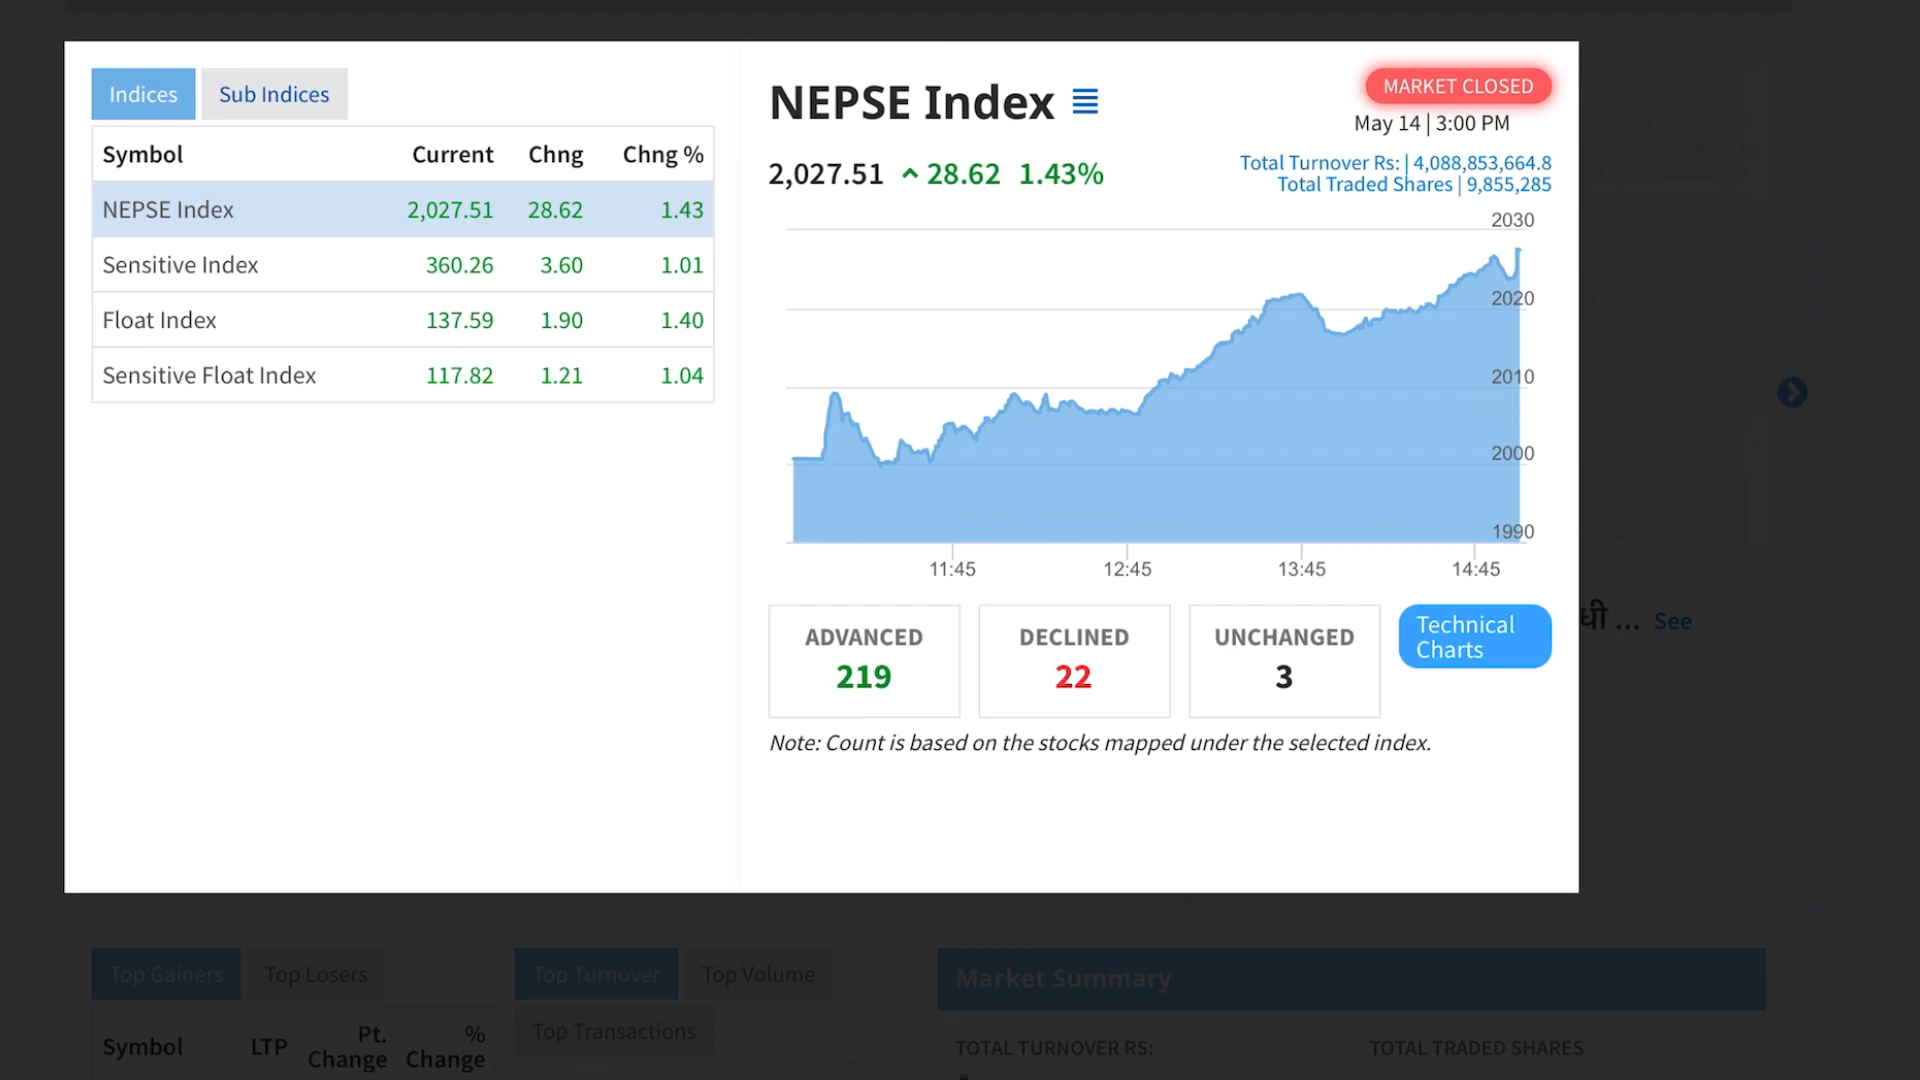 Indices
Sub Indices
Symbol Current Chng Chng %
NEPSE Index 2,027.51 28.62 1.43
Sensitive Index 360.26 3.60 1.01
Float Index 137.59 1.90 1.40
Sensitive Float Index 117.82 1.21 1.04
NEPSE Index
MARKET CLOSED
May 14 | 3:00 PM
2,027.51 28.62 1.43%
Total Turnover Rs: | 4,088,853,664.8
Total Traded Shares | 9,855,285
2030
2020
2010
2000
1990
11:45 12:45 13:45 14:45
ADVANCED
219
DECLINED
22
UNCHANGED
3
Technical
Charts
Note: Count is based on the stocks mapped under the selected index.
... See
Top Gainers
Top Losers
Symbol LTP Pt. Change % Change
Top Turnover
Top Volume
Top Transactions
Market Summary
TOTAL TURNOVER RS:
TOTAL TRADED SHARES